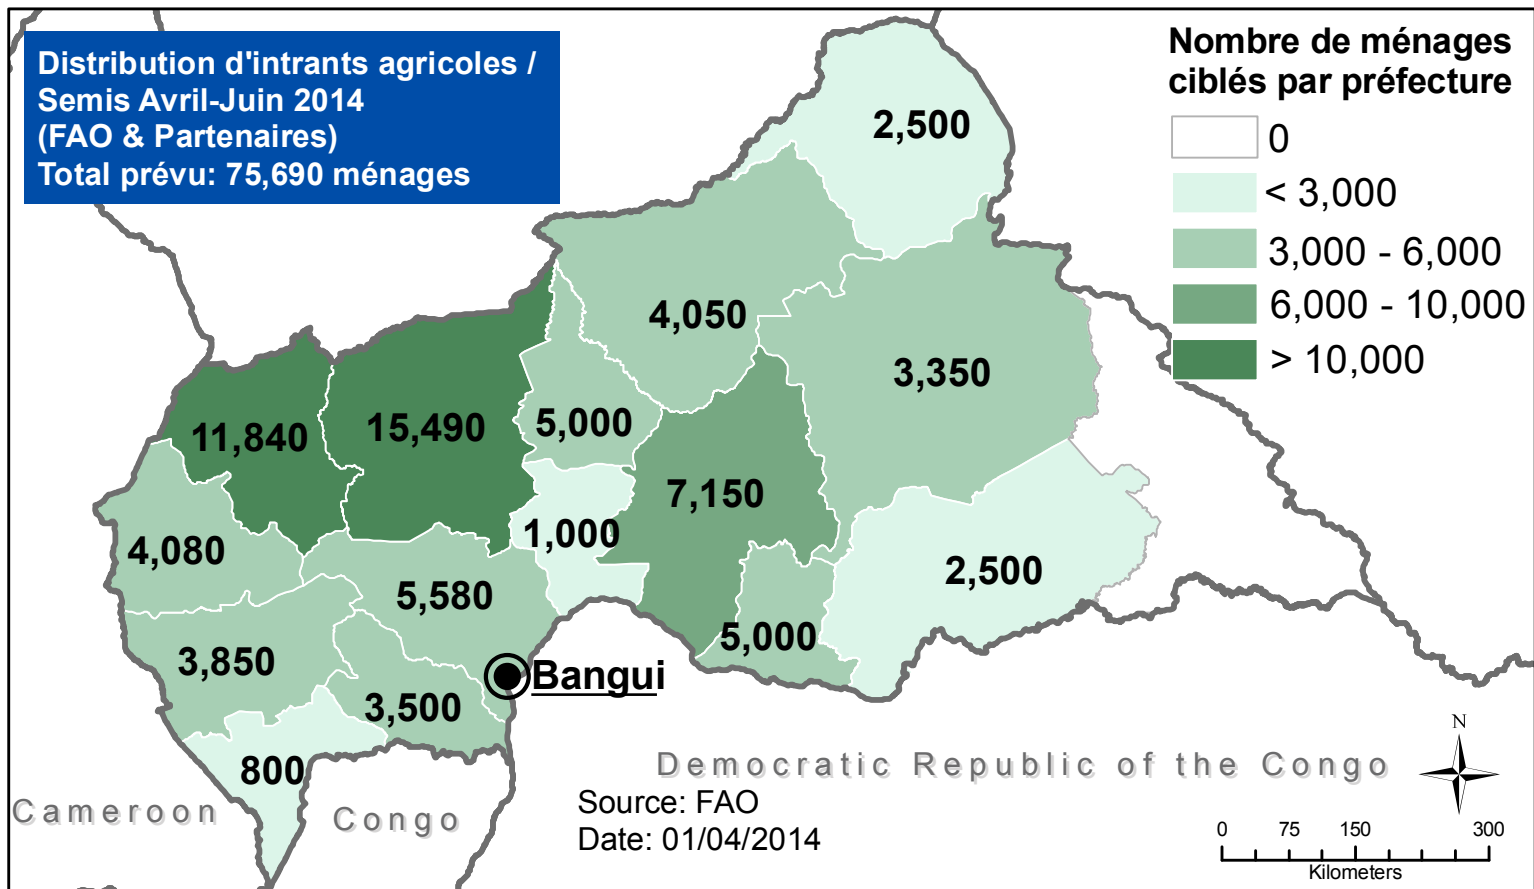 Distribution d'intrants agricoles /
Semis Avril-Juin 2014
(FAO & Partenaires)
Total prévu: 75,690 ménages
Nombre de ménages
ciblés par préfecture
0
< 3,000
3,000 - 6,000
6,000 - 10,000
> 10,000
2,500
4,050
3,350
11,840
15,490
5,000
7,150
1,000
4,080
2,500
5,580
5,000
3,850
Bangui
3,500
800
Democratic Republic of the Congo
Cameroon
Congo
Source: FAO
Date: 01/04/2014
N
0 75 150 300
Kilometers